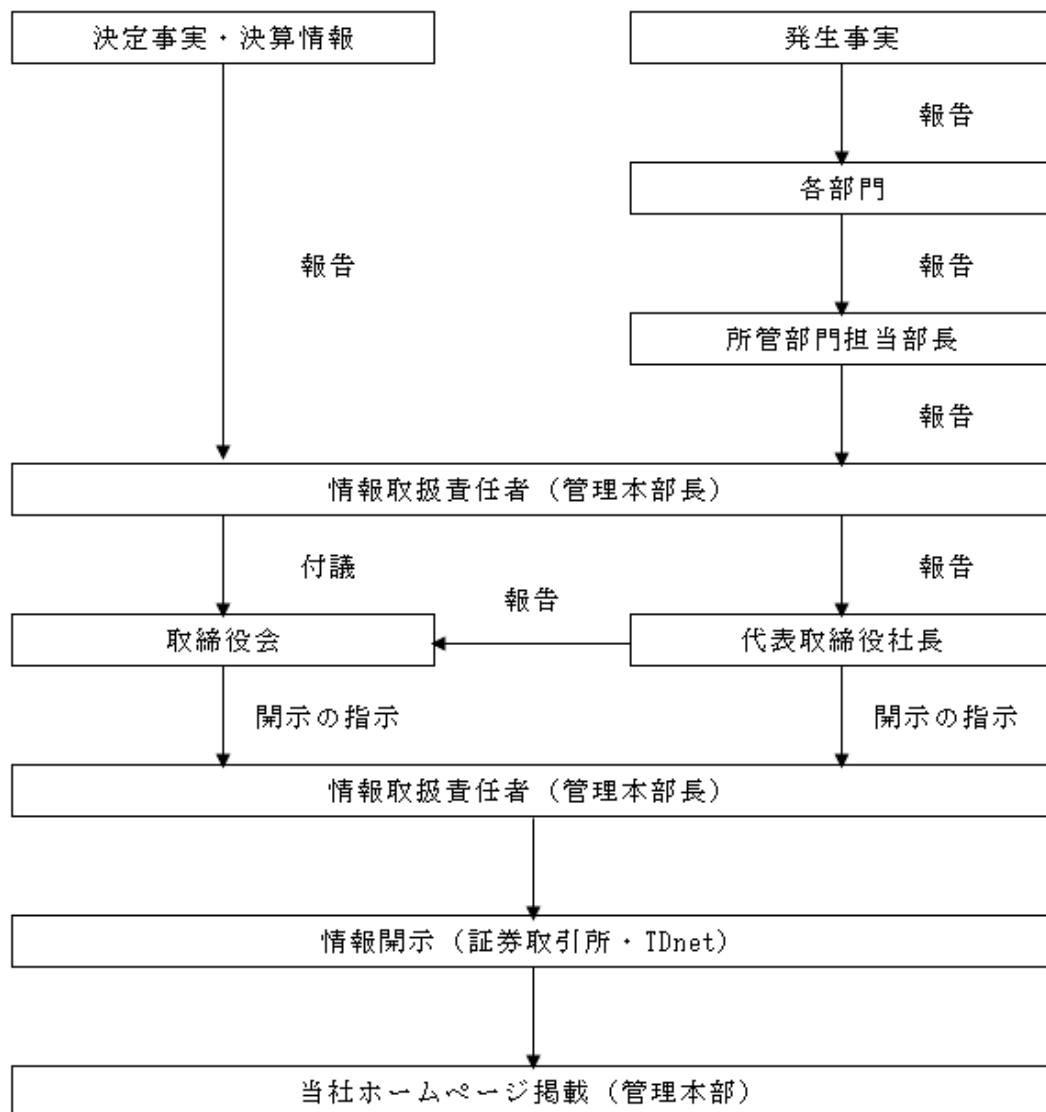 決定事実・決算情報
発生事実
報告
各部門
報告
報告
所管部門担当部長
報告
情報取扱責任者（管理本部長）
付議
報告
報告
取締役会
代表取締役社長
開示の指示
開示の指示
情報取扱責任者（管理本部長）
情報開示（証券取引所・TDnet）
当社ホームページ掲載（管理本部）